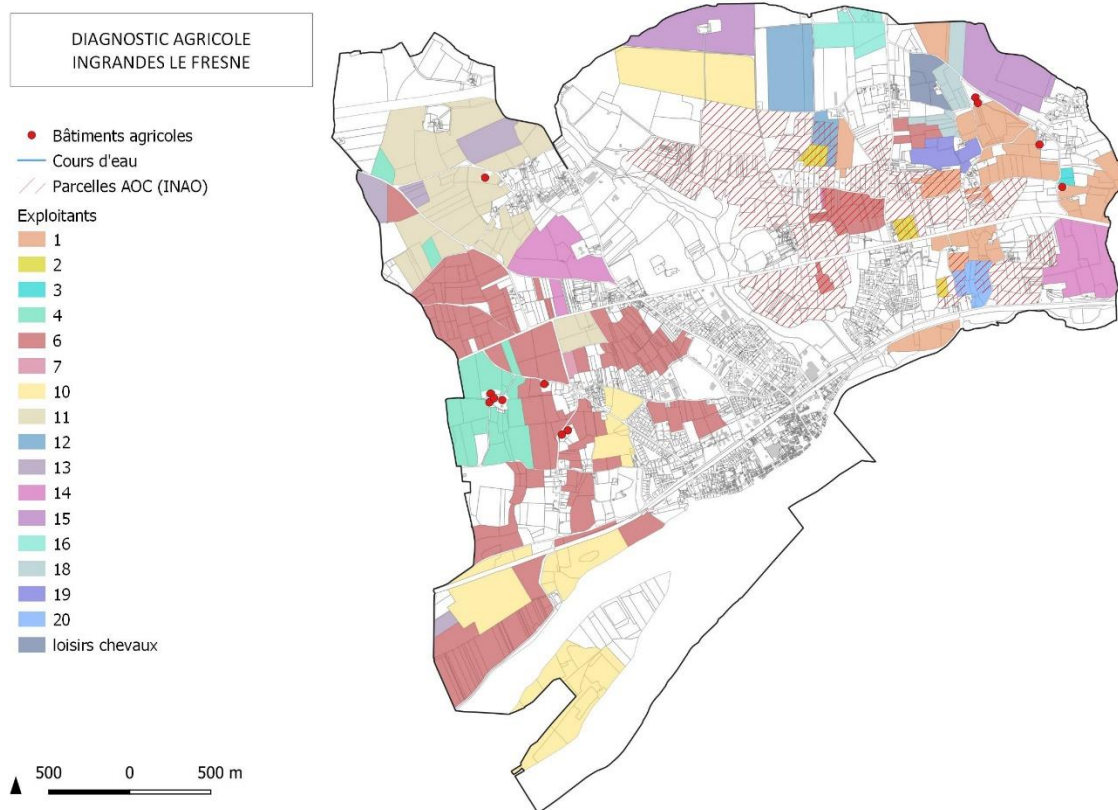 DIAGNOSTIC AGRICOLE
INGRANDES LE FRESNE
Bâtiments agricoles
Cours d'eau
Parcelles AOC (INAO)
Exploitants
1
2
3
4
6
7
10
11
12
13
14
15
16
18
19
20
loisirs chevaux
500 0 500 m